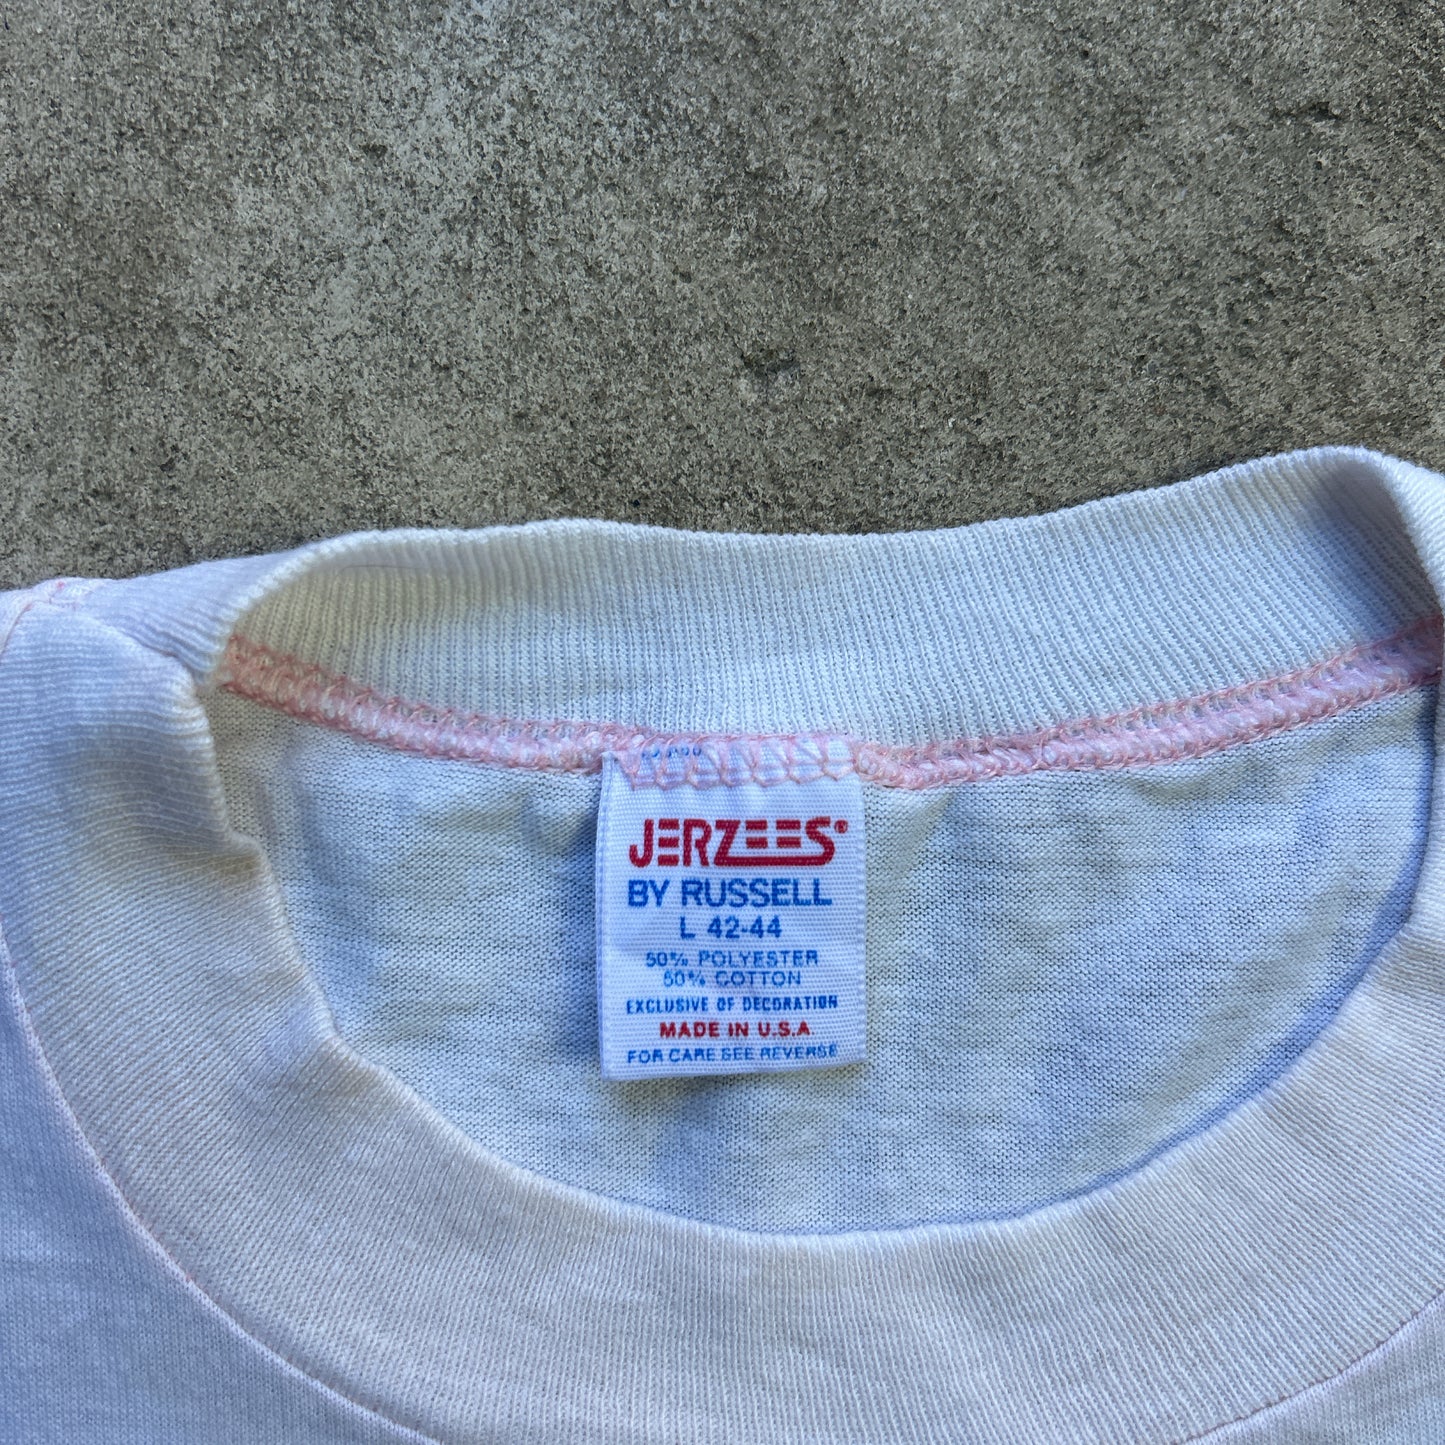 JERZEES®
BY RUSSELL
L 42-44
50% POLYESTER
50% COTTON
EXCLUSIVE OF DECORATION
MADE IN U.S.A.
FOR CARE SEE REVERSE